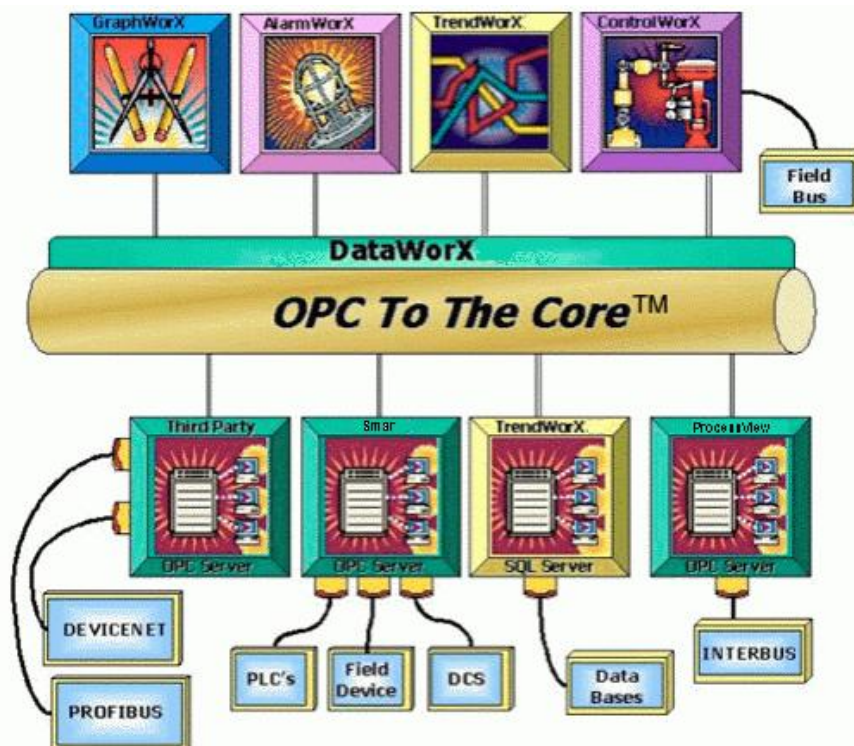 GraphWorX
AlarmWorX
TrendWorX
ControlWorX
Field
Bus
DataWorX
OPC To The Core™
Third Party
OPC Server
Smar
OPC Server
TrendWorX
SQL Server
ProcessView
OPC Server
DEVICENET
PROFIBUS
PLC's
Field
Device
DCS
Data
Bases
INTERBUS